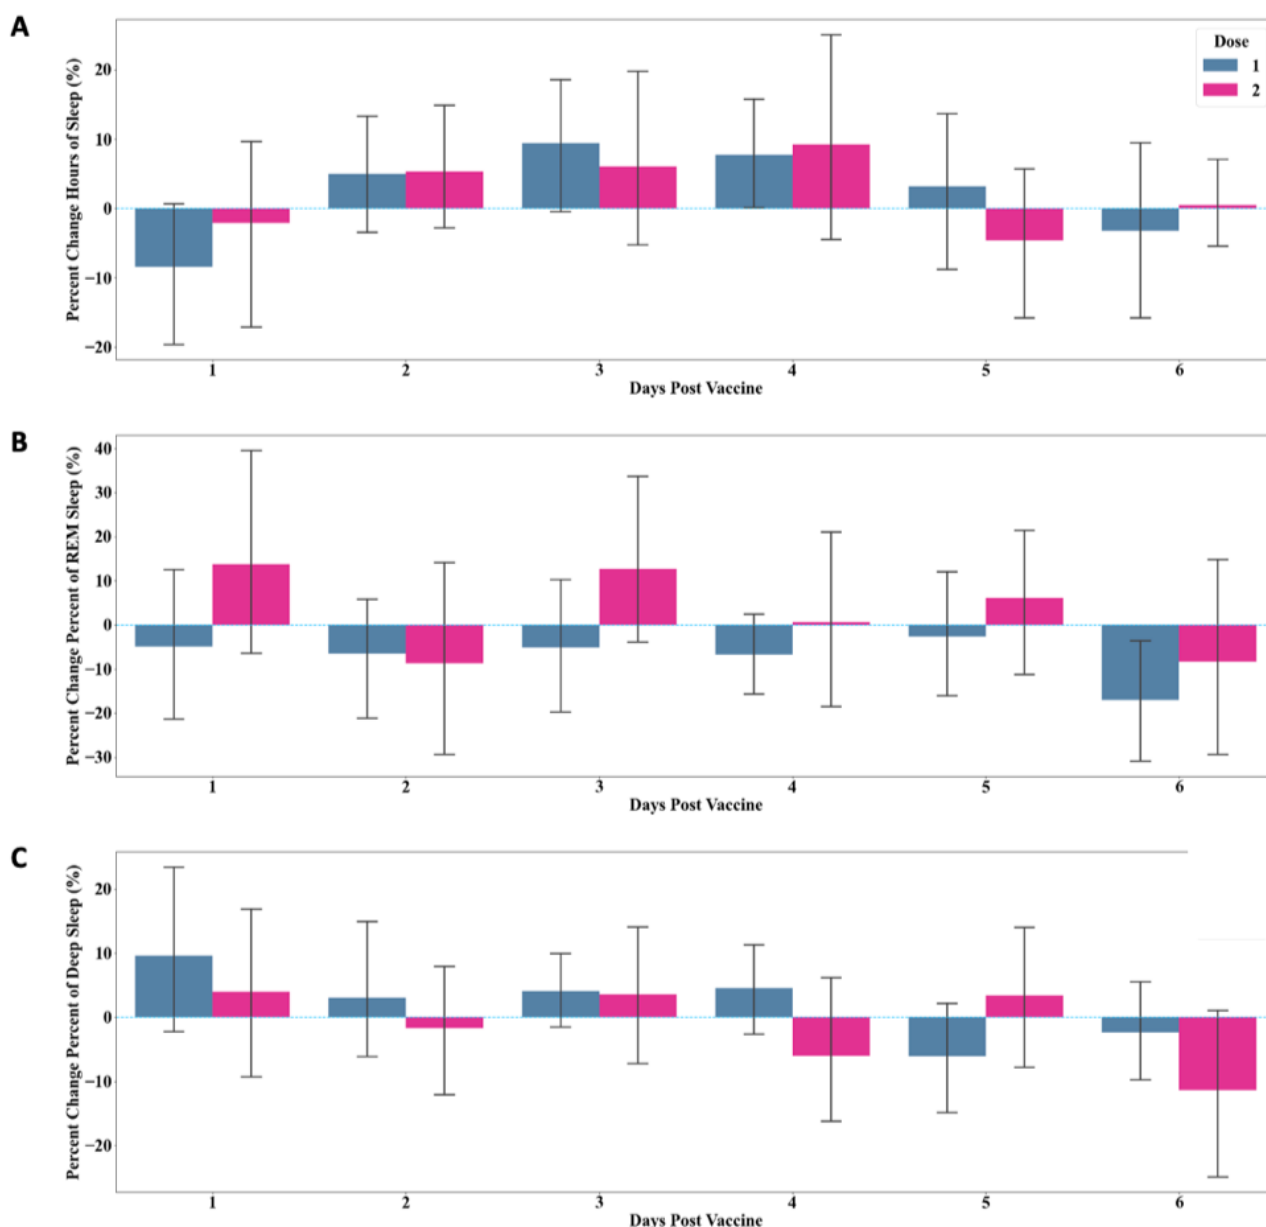 A
Percent Change Hours of Sleep (%)
20
10
0
−10
−20
Dose
1
2
1 2 3 4 5 6
Days Post Vaccine
B
Percent Change Percent of REM Sleep (%)
40
30
20
10
0
−10
−20
−30
1 2 3 4 5 6
Days Post Vaccine
C
Percent Change Percent of Deep Sleep (%)
20
10
0
−10
−20
1 2 3 4 5 6
Days Post Vaccine